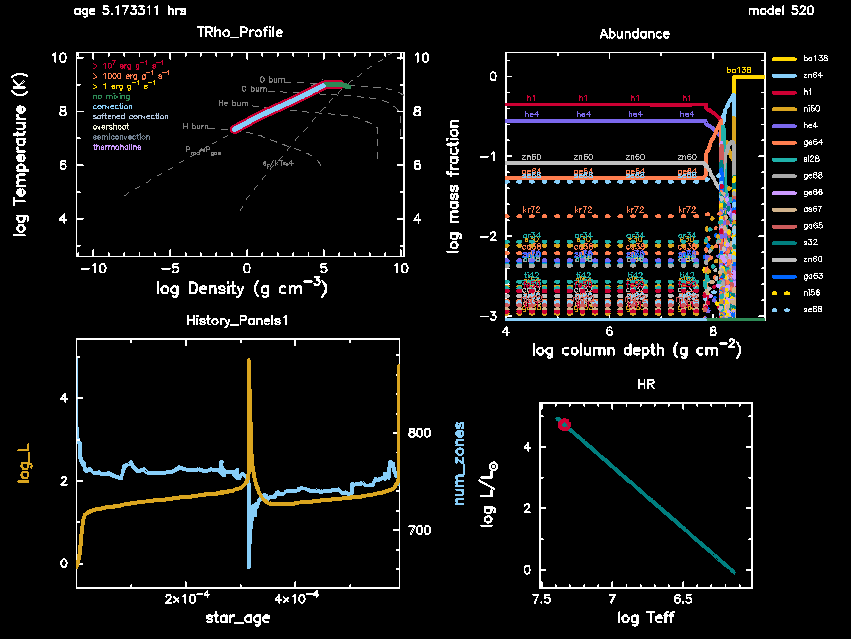 age 5.173311 hrs
model 520
TRho_Profile
log Temperature (K)
10
8
6
4
> 10⁷ erg g⁻¹ s⁻¹
> 1000 erg g⁻¹ s⁻¹
> 1 erg g⁻¹ s⁻¹
no mixing
convection
softened convection
overshoot
semiconvection
thermohaline
O burn
C burn
He burn
H burn
10
8
6
4
−10
−5
0
5
10
log Density (g cm⁻³)
Abundance
log mass fraction
0
−1
−2
−3
ba138
h1 h1 h1 h1
he4 he4 he4 he4
zn60 zn60 zn60 zn60
kr72 kr72 kr72 kr72
4
6
8
log column depth (g cm⁻²)
ba138
zn64
h1
ni60
he4
ge64
si28
ge68
ge66
as67
ga65
s32
zn60
ga63
ni56
se68
History_Panels1
log_L
4
2
0
800
700
num_zones
2×10⁻⁴
4×10⁻⁴
star_age
HR
log L/L☉
4
2
0
7.5
7
6.5
log Teff